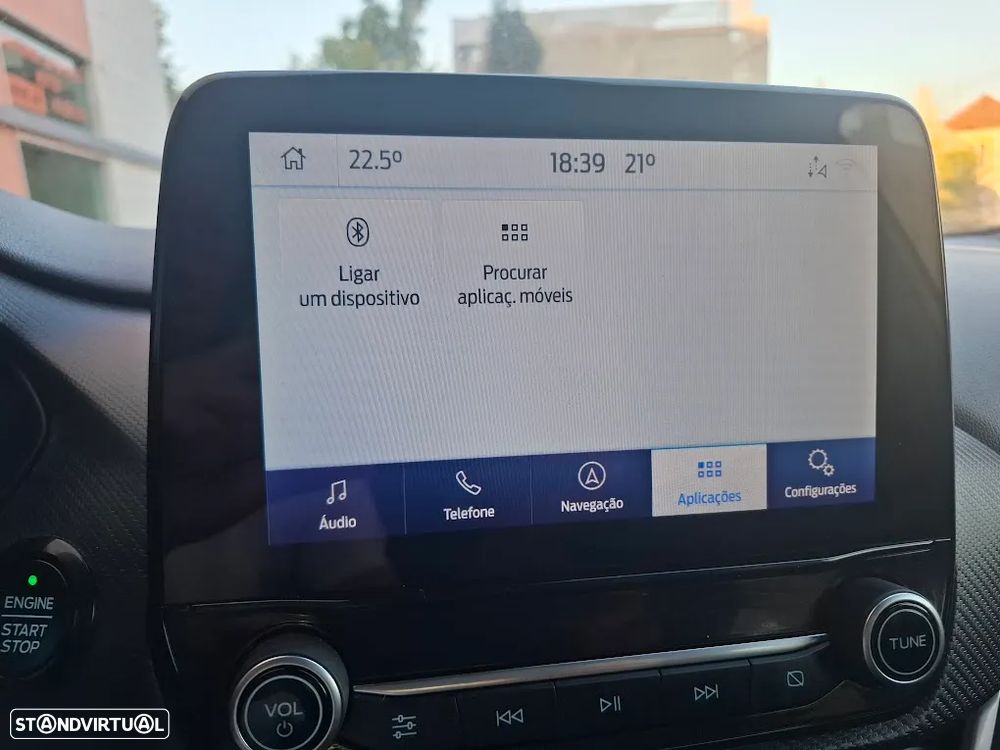 22.5º
18:39 21º
Ligar
um dispositivo
Procurar
aplicaç. móveis
Áudio
Telefone
Navegação
Aplicações
Configurações
ENGINE
START
STOP
VOL
TUNE
STANDVIRTUAL